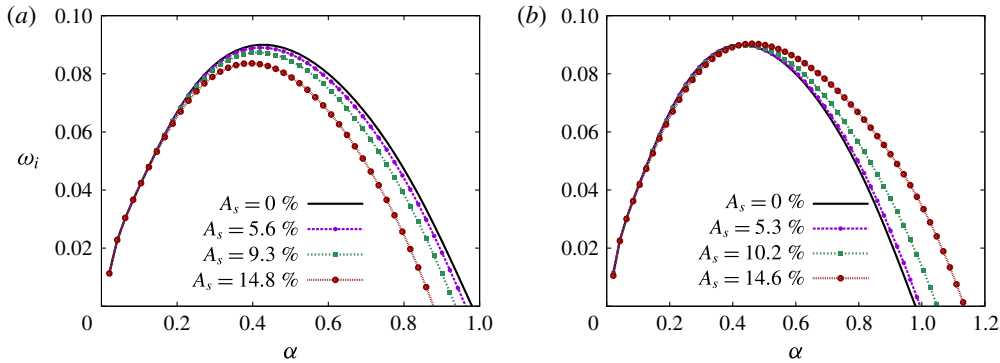 (a)
0.10
0.08
0.06
0.04
0.02
ω_i
A_s = 0 %
A_s = 5.6 %
A_s = 9.3 %
A_s = 14.8 %
0 0.2 0.4 0.6 0.8 1.0
α
(b)
0.10
0.08
0.06
0.04
0.02
A_s = 0 %
A_s = 5.3 %
A_s = 10.2 %
A_s = 14.6 %
0 0.2 0.4 0.6 0.8 1.0 1.2
α